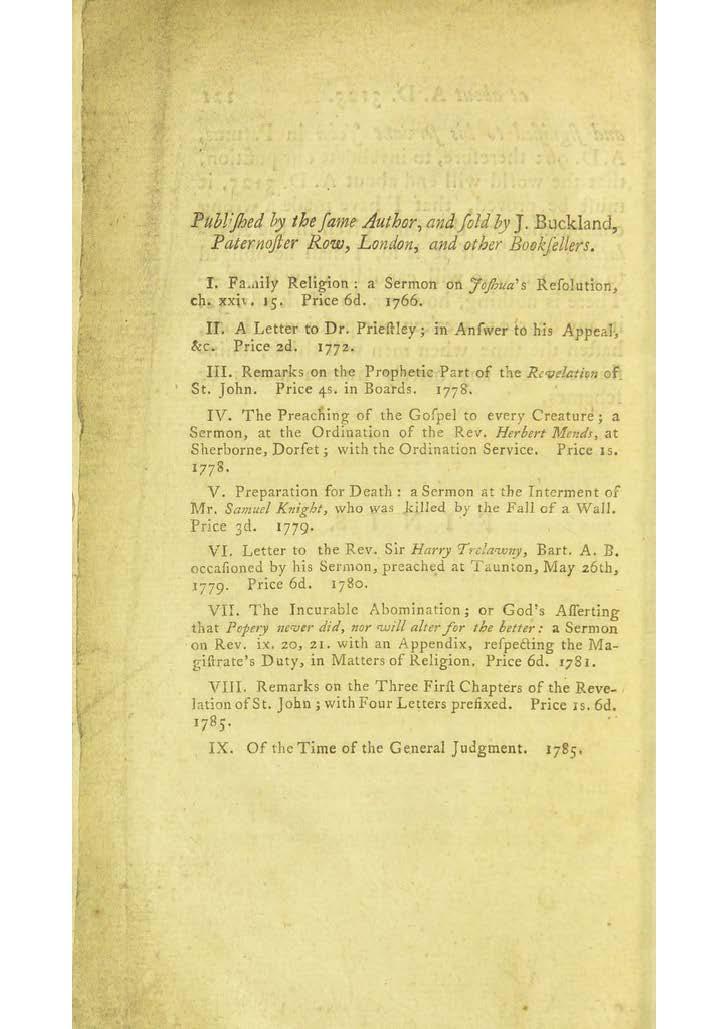 Publiſhed by the ſame Author, and ſold by J. Buckland,
Paternoſter Row, London, and other Bookſellers.
I. Family Religion : a Sermon on Joſhua's Reſolution,
ch. xxiv. 15. Price 6d. 1766.
II. A Letter to Dr. Prieſtley ; in Anſwer to his Appeal,
&c. Price 2d. 1772.
III. Remarks on the Prophetic Part of the Revelation of
St. John. Price 4s. in Boards. 1778.
IV. The Preaching of the Goſpel to every Creature ; a
Sermon, at the Ordination of the Rev. Herbert Mends, at
Sherborne, Dorſet ; with the Ordination Service. Price 1s.
1778.
V. Preparation for Death : a Sermon at the Interment of
Mr. Samuel Knight, who was killed by the Fall of a Wall.
Price 3d. 1779.
VI. Letter to the Rev. Sir Harry Trelawny, Bart. A. B.
occaſioned by his Sermon, preached at Taunton, May 26th,
1779. Price 6d. 1780.
VII. The Incurable Abomination ; or God's Aſſerting
that Popery never did, nor will alter for the better : a Sermon
on Rev. ix. 20, 21. with an Appendix, reſpecting the Ma-
giſtrate's Duty, in Matters of Religion. Price 6d. 1781.
VIII. Remarks on the Three Firſt Chapters of the Reve-
lation of St. John ; with Four Letters prefixed. Price 1s. 6d.
1785.
IX. Of the Time of the General Judgment. 1785.